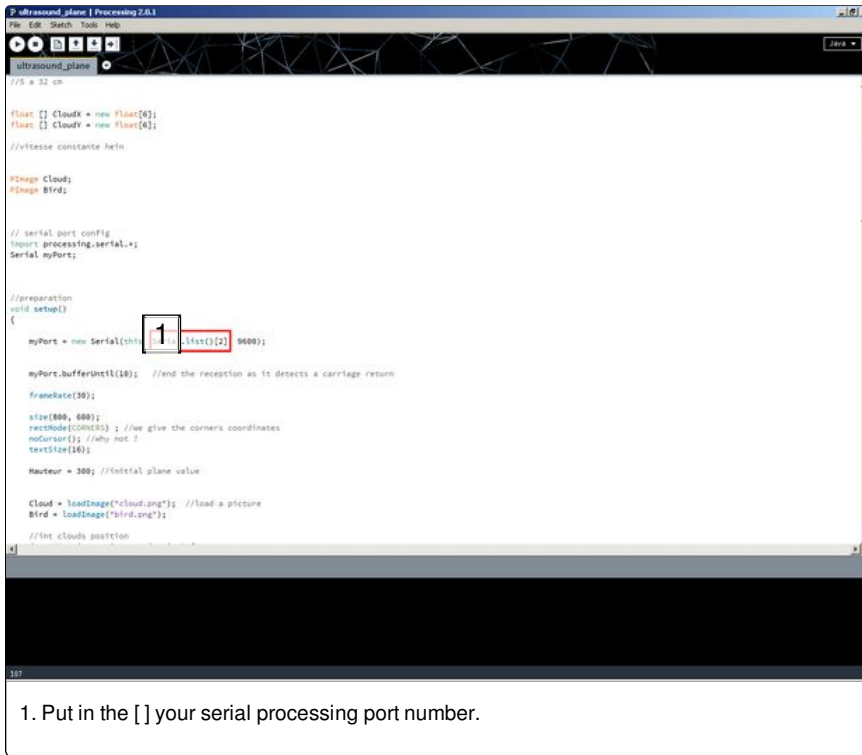 ultrasound_plane | Processing 2.0.1
File Edit Sketch Tools Help
Java
ultrasound_plane
//5 a 32 cm
float [] CloudX = new float[6];
float [] CloudY = new float[6];
//vitesse constante hein
PImage Cloud;
PImage Bird;
// serial port config
import processing.serial.*;
Serial myPort;
//preparation
void setup()
{
myPort = new Serial(this .list()[2] 9600);
1
myPort.bufferUntil(10); //end the reception as it detects a carriage return
frameRate(30);
size(800, 600);
rectMode(CORNERS) ; //we give the corners coordinates
noCursor(); //why not ?
textSize(16);
Hauteur = 300; //initial plane value
Cloud = loadImage("cloud.png"); //load a picture
Bird = loadImage("bird.png");
//int clouds position
107
1. Put in the [ ] your serial processing port number.